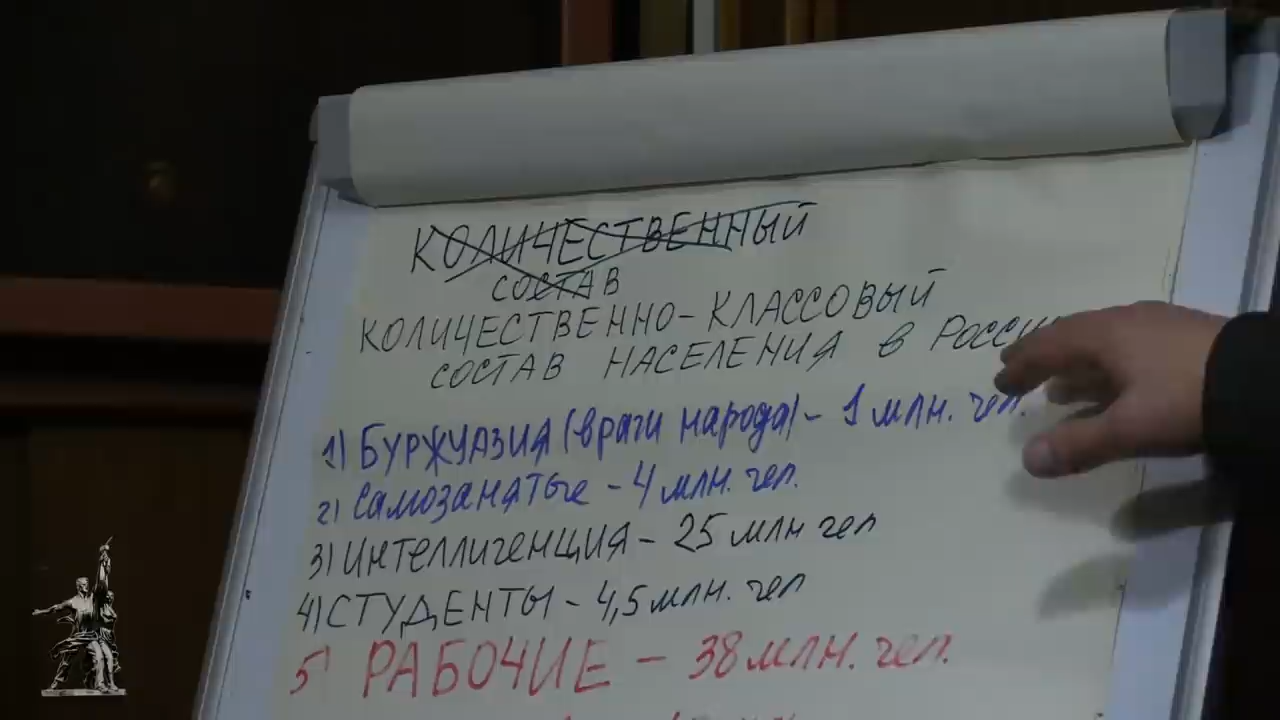 КОЛИЧЕСТВЕННЫЙ
СОСТАВ
КОЛИЧЕСТВЕННО-КЛАССОВЫЙ
СОСТАВ НАСЕЛЕНИЯ в РОССИИ
1) БУРЖУАЗИЯ (враги народа) - 1 млн. чел.
2) Самозанятые - 4 млн. чел.
3) ИНТЕЛЛИГЕНЦИЯ - 25 млн чел
4) СТУДЕНТЫ - 4,5 млн. чел
5) РАБОЧИЕ - 38 млн. чел.